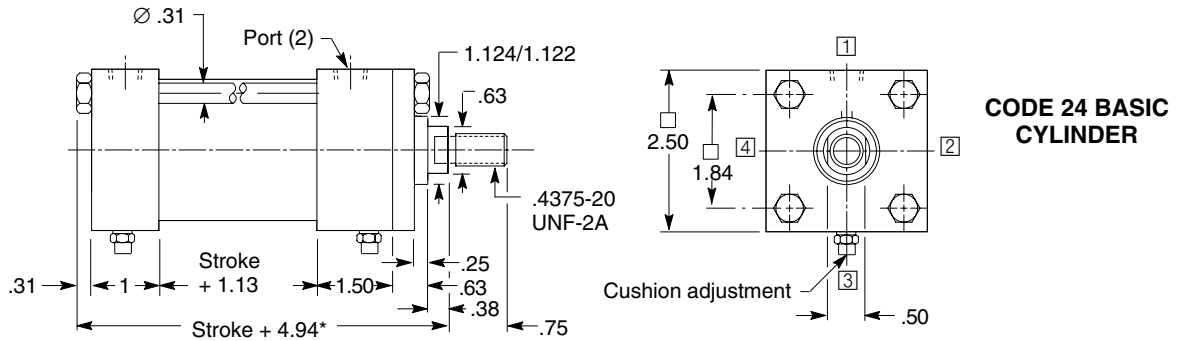 Ø .31
Port (2)
1.124/1.122
.63
.4375-20
UNF-2A
.25
.63
.38
.75
.31
1
Stroke
+ 1.13
1.50
Stroke + 4.94*
1
2.50
4
1.84
2
Cushion adjustment
3
.50
CODE 24 BASIC
CYLINDER